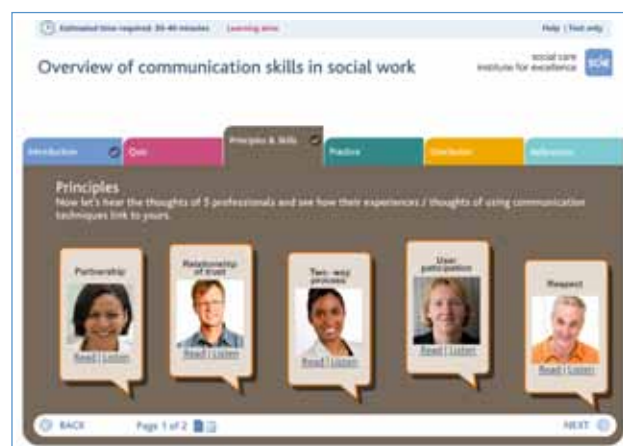 Estimated time required: 30-40 minutes Learning aims Help | Text only
Overview of communication skills in social work
social care
institute for excellence
scie
Introduction Quiz Principles & Skills Practice Conclusion References
Principles
Now let's hear the thoughts of 5 professionals and see how their experiences / thoughts of using communication
techniques link to yours.
Partnership
Read | Listen
Relationship
of trust
Read | Listen
Two-way
process
Read | Listen
User
paticipation
Read | Listen
Respect
Read | Listen
BACK Page 1 of 2 NEXT